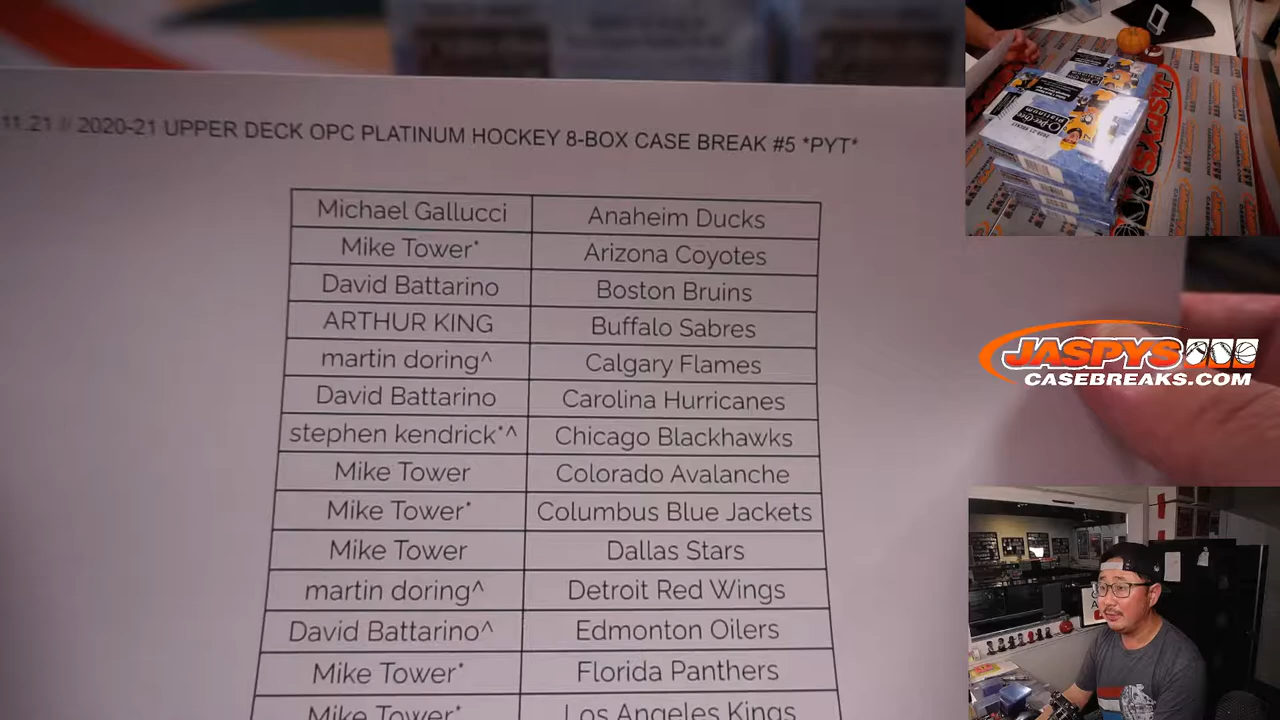 11.21 // 2020-21 UPPER DECK OPC PLATINUM HOCKEY 8-BOX CASE BREAK #5 *PYT*
Michael Gallucci Anaheim Ducks
Mike Tower* Arizona Coyotes
David Battarino Boston Bruins
ARTHUR KING Buffalo Sabres
martin doring^ Calgary Flames
David Battarino Carolina Hurricanes
stephen kendrick*^ Chicago Blackhawks
Mike Tower Colorado Avalanche
Mike Tower* Columbus Blue Jackets
Mike Tower Dallas Stars
martin doring^ Detroit Red Wings
David Battarino^ Edmonton Oilers
Mike Tower* Florida Panthers
Mike Tower* Los Angeles Kings
JASPYS
CASEBREAKS.COM
JASPYS